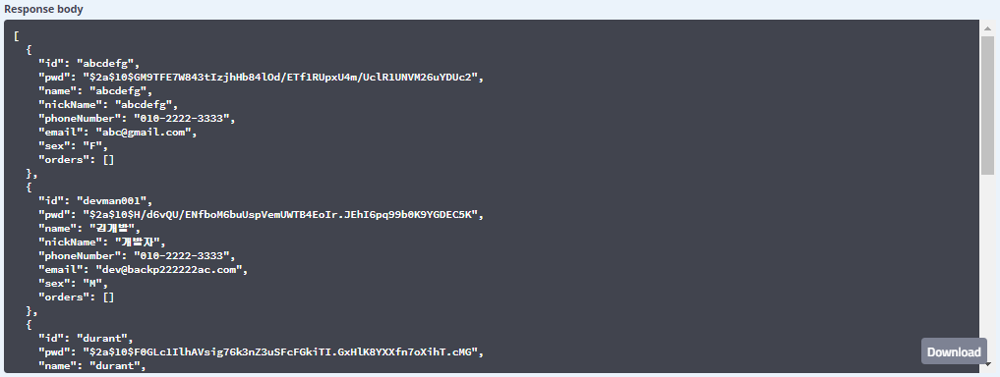 Response body
[
  {
    "id": "abcdefg",
    "pwd": "$2a$10$GM9TFE7W843tIzjhHb84lOd/ETf1RUpxU4m/UclR1UNVM26uYDUc2",
    "name": "abcdefg",
    "nickName": "abcdefg",
    "phoneNumber": "010-2222-3333",
    "email": "abc@gmail.com",
    "sex": "F",
    "orders": []
  },
  {
    "id": "devman001",
    "pwd": "$2a$10$H/d6vQU/ENfboM6buUspVemUWTB4EoIr.JEhI6pq99b0K9YGDEC5K",
    "name": "김개발",
    "nickName": "개발자",
    "phoneNumber": "010-2222-3333",
    "email": "dev@backp222222ac.com",
    "sex": "M",
    "orders": []
  },
  {
    "id": "durant",
    "pwd": "$2a$10$F0GLc1IlhAVsig76k3nZ3uSFcFGkiTI.GxHlK8YXXfn7oXihT.cMG",
    "name": "durant",
Download